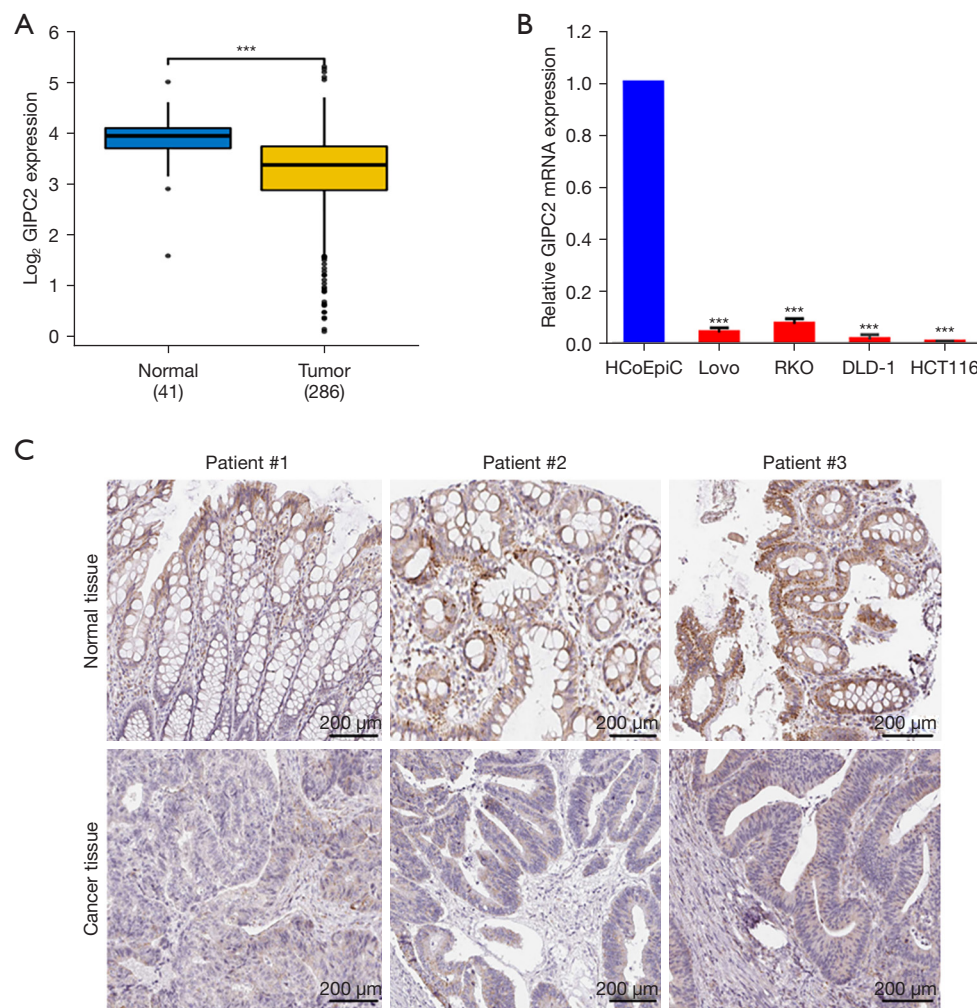 A
Log₂ GIPC2 expression
6
5
4
3
2
1
0
***
Normal
(41)
Tumor
(286)
B
Relative GIPC2 mRNA expression
1.2
1.0
0.8
0.6
0.4
0.2
0.0
***
***
***
***
HCoEpiC
Lovo
RKO
DLD-1
HCT116
C
Patient #1
Patient #2
Patient #3
Normal tissue
200 µm
200 µm
200 µm
Cancer tissue
200 µm
200 µm
200 µm